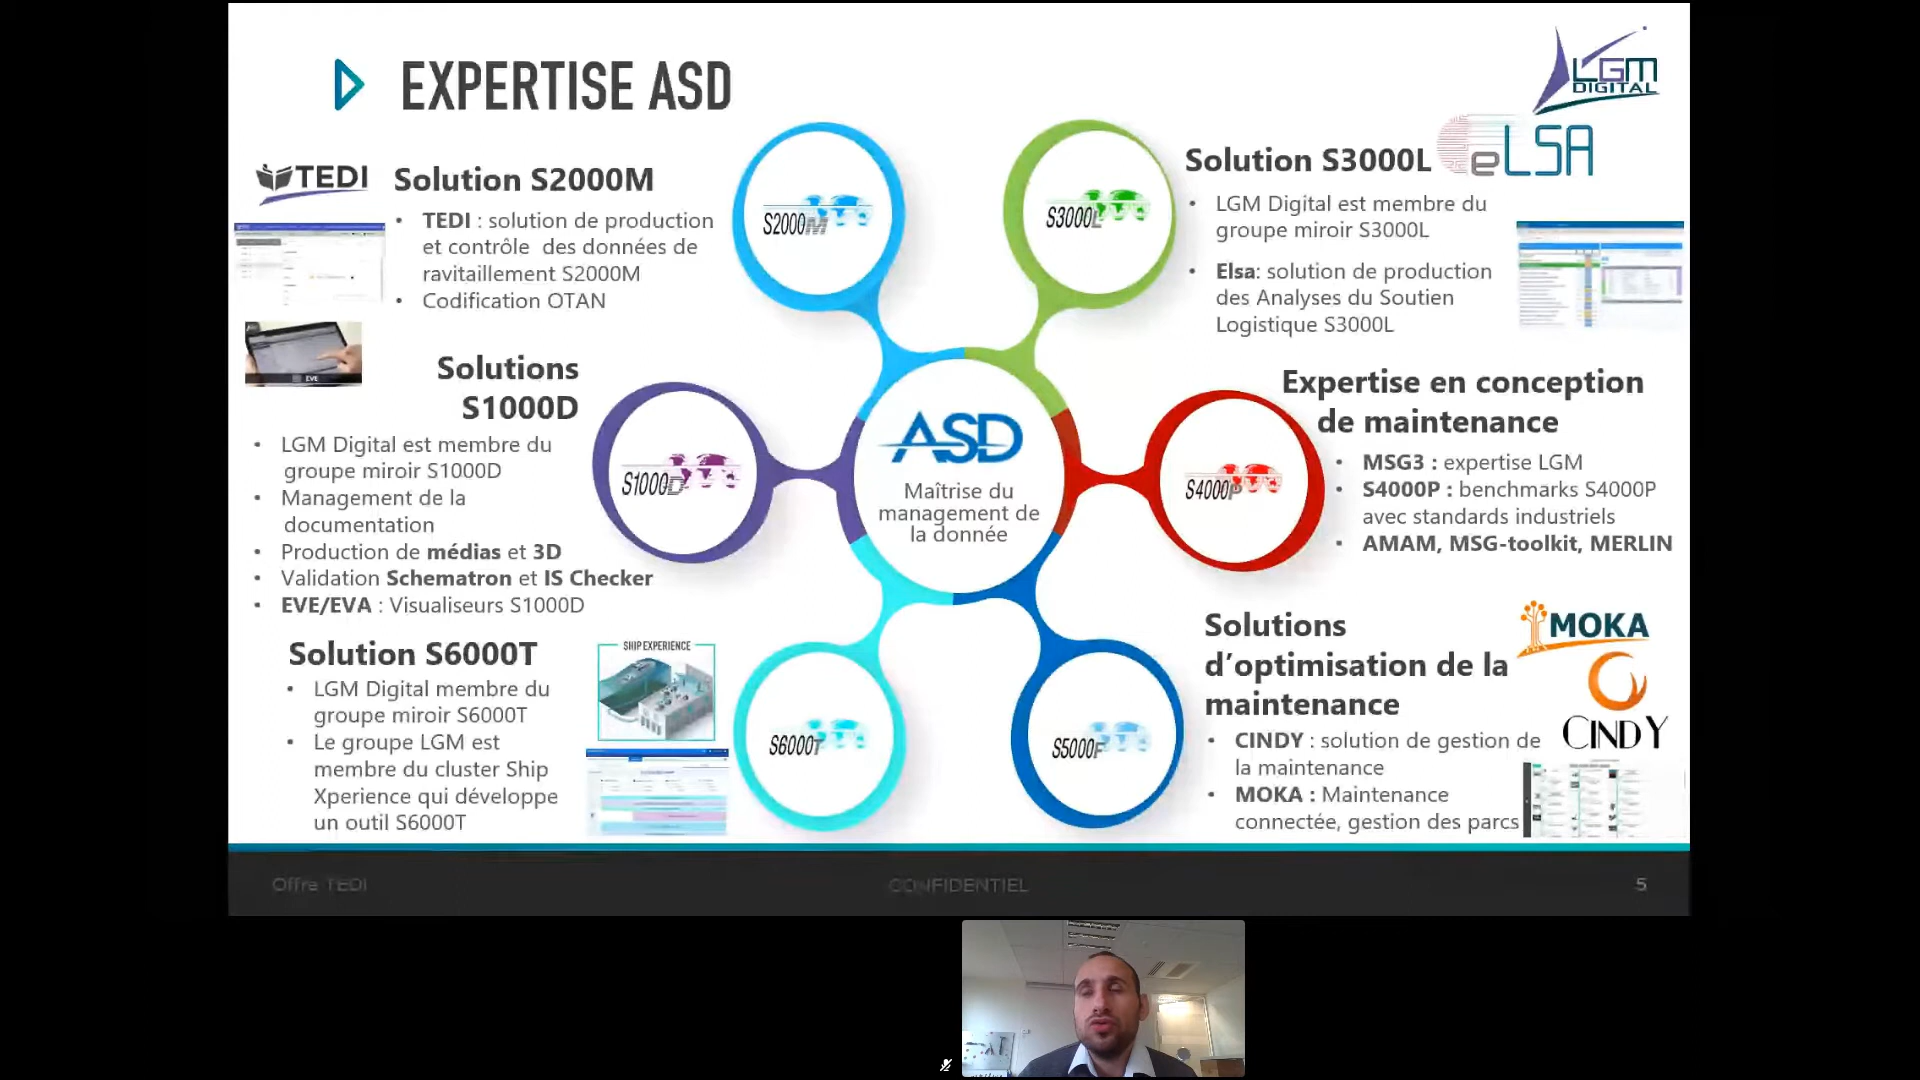 EXPERTISE ASD
LGM
DIGITAL
TEDI
Solution S2000M
• TEDI : solution de production
et contrôle des données de
ravitaillement S2000M
• Codification OTAN
S2000M
S3000L
Solution S3000L
eLSA
• LGM Digital est membre du
groupe miroir S3000L
• Elsa: solution de production
des Analyses du Soutien
Logistique S3000L
EVE
Solutions
S1000D
• LGM Digital est membre du
groupe miroir S1000D
• Management de la
documentation
• Production de médias et 3D
• Validation Schematron et IS Checker
• EVE/EVA : Visualiseurs S1000D
S1000D
ASD
Maîtrise du
management de
la donnée
S4000P
Expertise en conception
de maintenance
• MSG3 : expertise LGM
• S4000P : benchmarks S4000P
avec standards industriels
• AMAM, MSG-toolkit, MERLIN
Solution S6000T
• LGM Digital membre du
groupe miroir S6000T
• Le groupe LGM est
membre du cluster Ship
Xperience qui développe
un outil S6000T
SHIP EXPERIENCE
S6000T
S5000F
Solutions
d’optimisation de la
maintenance
• CINDY : solution de gestion de
la maintenance
• MOKA : Maintenance
connectée, gestion des parcs
MOKA
CINDY
Offre TEDI
CONFIDENTIEL
5